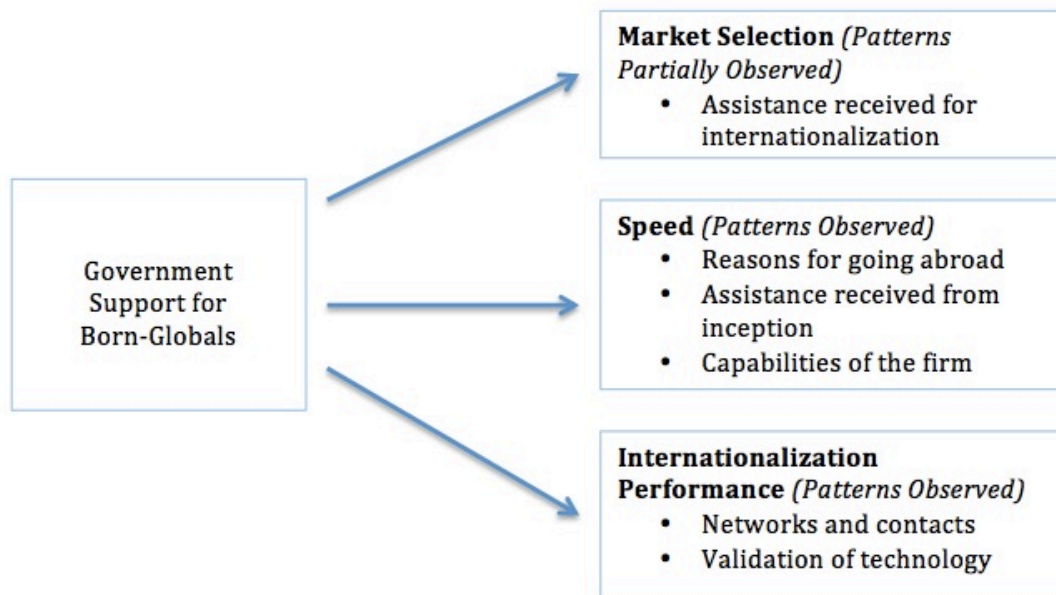 Government
Support for
Born-Globals
Market Selection (Patterns
Partially Observed)
• Assistance received for
internationalization
Speed (Patterns Observed)
• Reasons for going abroad
• Assistance received from
inception
• Capabilities of the firm
Internationalization
Performance (Patterns Observed)
• Networks and contacts
• Validation of technology